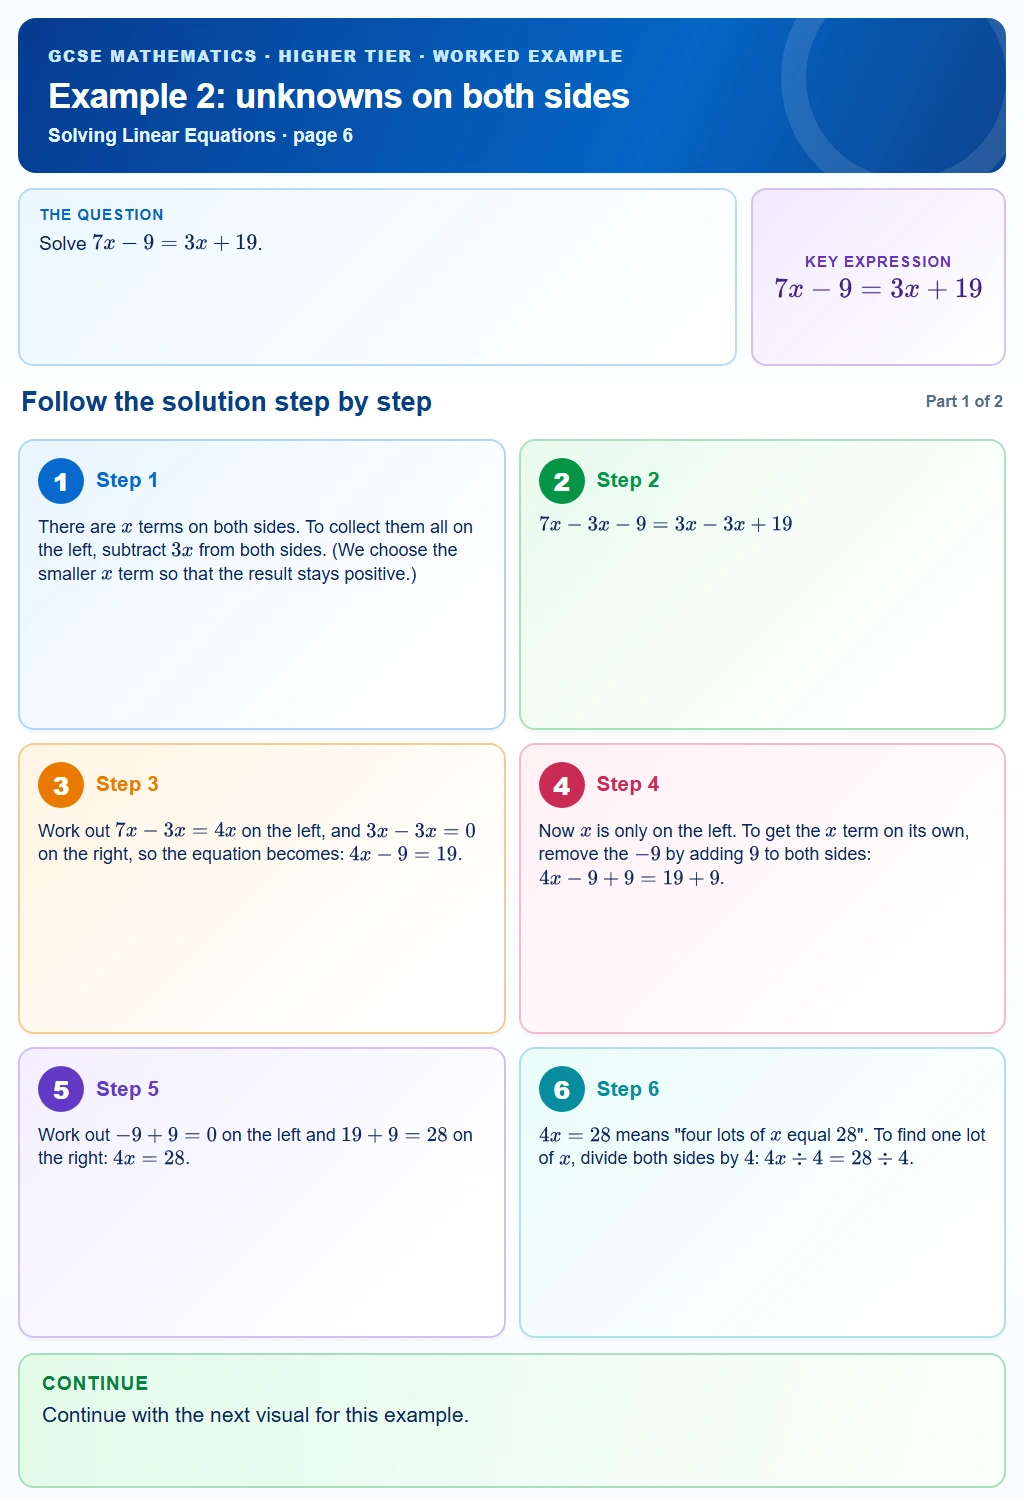 GCSE MATHEMATICS · HIGHER TIER · WORKED EXAMPLE
Example 2: unknowns on both sides
Solving Linear Equations · page 6
THE QUESTION
Solve 7x − 9 = 3x + 19.
KEY EXPRESSION
7x − 9 = 3x + 19
Follow the solution step by step
Part 1 of 2
1 Step 1
There are x terms on both sides. To collect them all on
the left, subtract 3x from both sides. (We choose the
smaller x term so that the result stays positive.)
2 Step 2
7x − 3x − 9 = 3x − 3x + 19
3 Step 3
Work out 7x − 3x = 4x on the left, and 3x − 3x = 0
on the right, so the equation becomes: 4x − 9 = 19.
4 Step 4
Now x is only on the left. To get the x term on its own,
remove the −9 by adding 9 to both sides:
4x − 9 + 9 = 19 + 9.
5 Step 5
Work out −9 + 9 = 0 on the left and 19 + 9 = 28 on
the right: 4x = 28.
6 Step 6
4x = 28 means "four lots of x equal 28". To find one lot
of x, divide both sides by 4: 4x ÷ 4 = 28 ÷ 4.
CONTINUE
Continue with the next visual for this example.